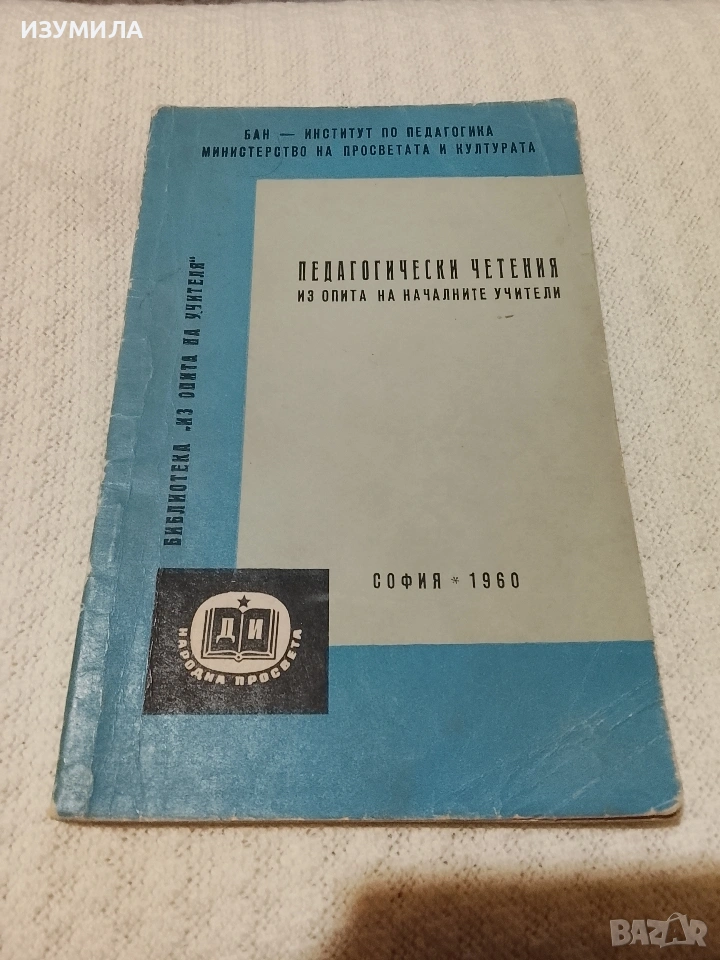 ИЗУМИЛА
БАН — ИНСТИТУТ ПО ПЕДАГОГИКА
МИНИСТЕРСТВО НА ПРОСВЕТАТА И КУЛТУРАТА
ПЕДАГОГИЧЕСКИ ЧЕТЕНИЯ
ИЗ ОПИТА НА НАЧАЛНИТЕ УЧИТЕЛИ
БИБЛИОТЕКА „ИЗ ОПИТА НА УЧИТЕЛЯ“
СОФИЯ * 1960
ДИ
НАРОДНА ПРОСВЕТА
BAZAR